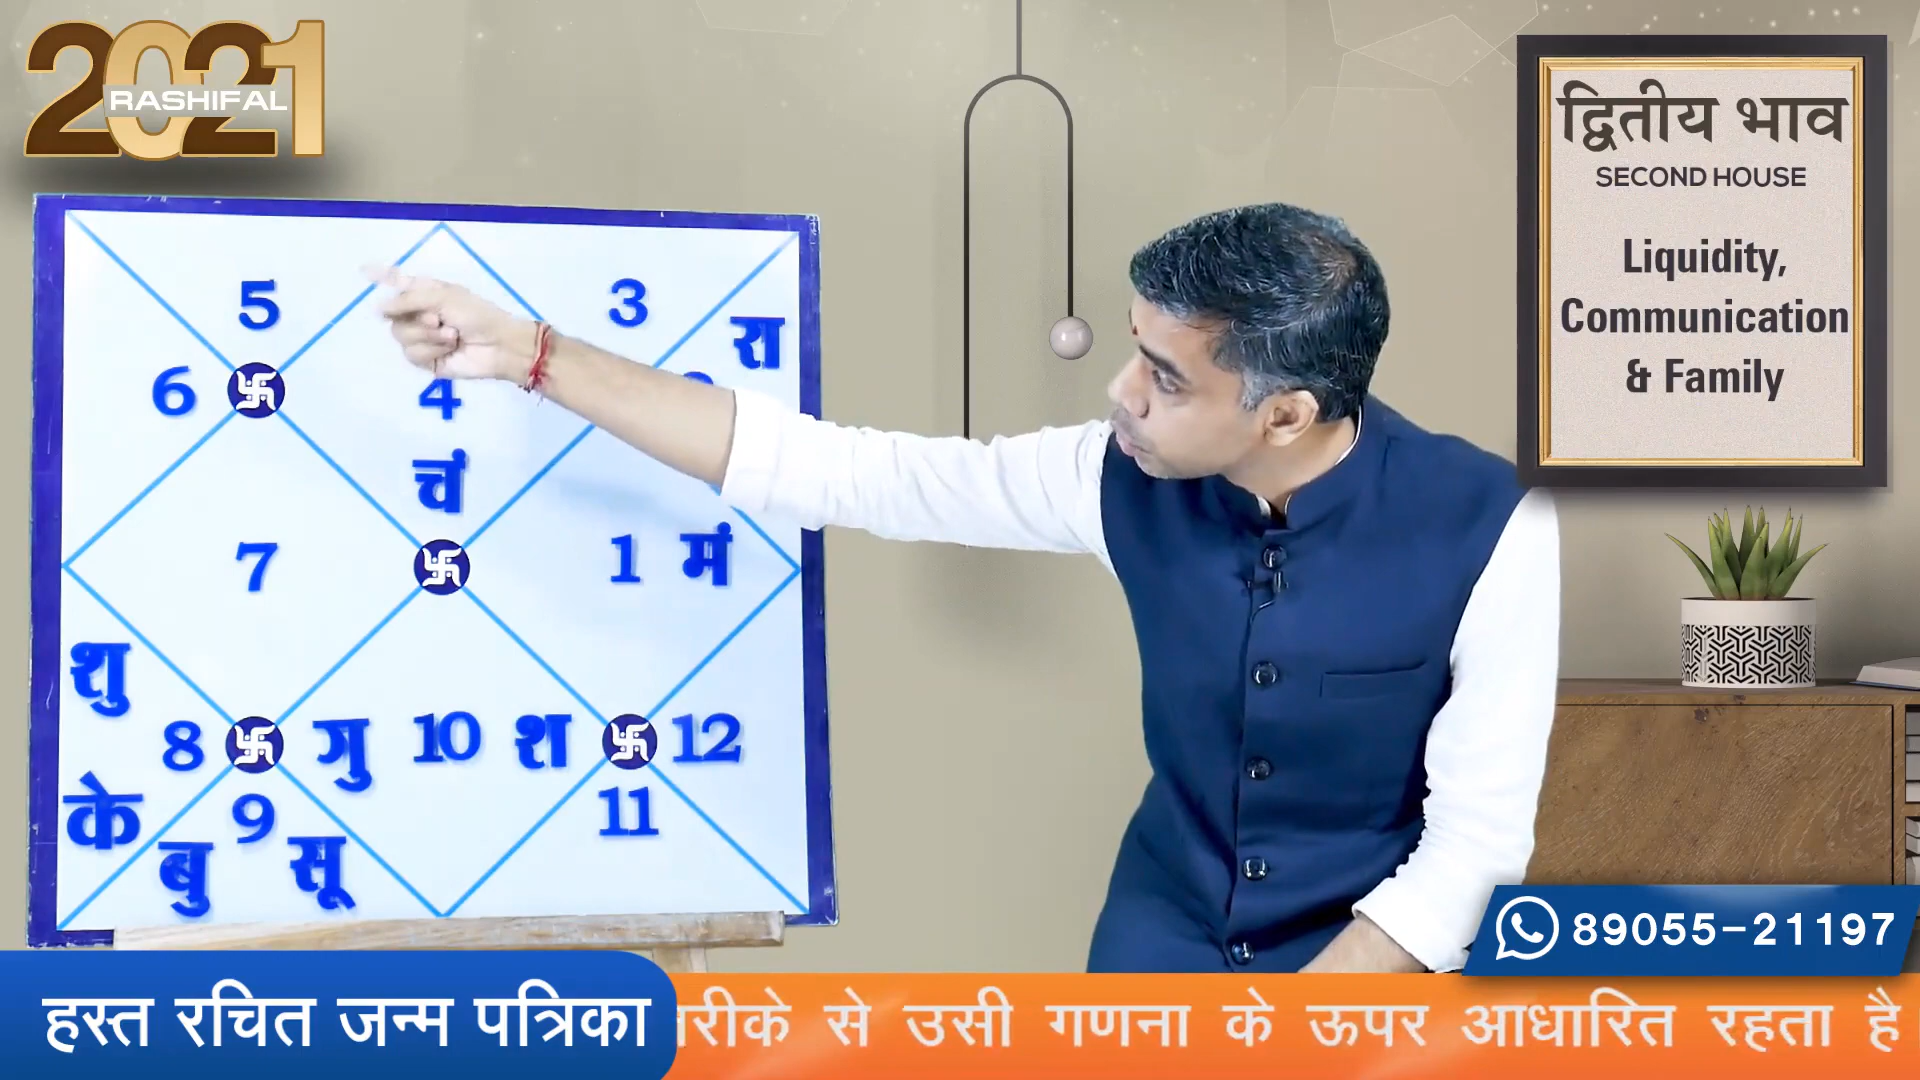 2021
RASHIFAL
द्वितीय भाव
SECOND HOUSE
Liquidity,
Communication
& Family
5
3
रा
6
4
चं
7
1 मं
शु
8
गु
10
श
12
के
9
11
बु
सू
89055-21197
हस्त रचित जन्म पत्रिका
से उसी गणना के ऊपर आधारित रहता है